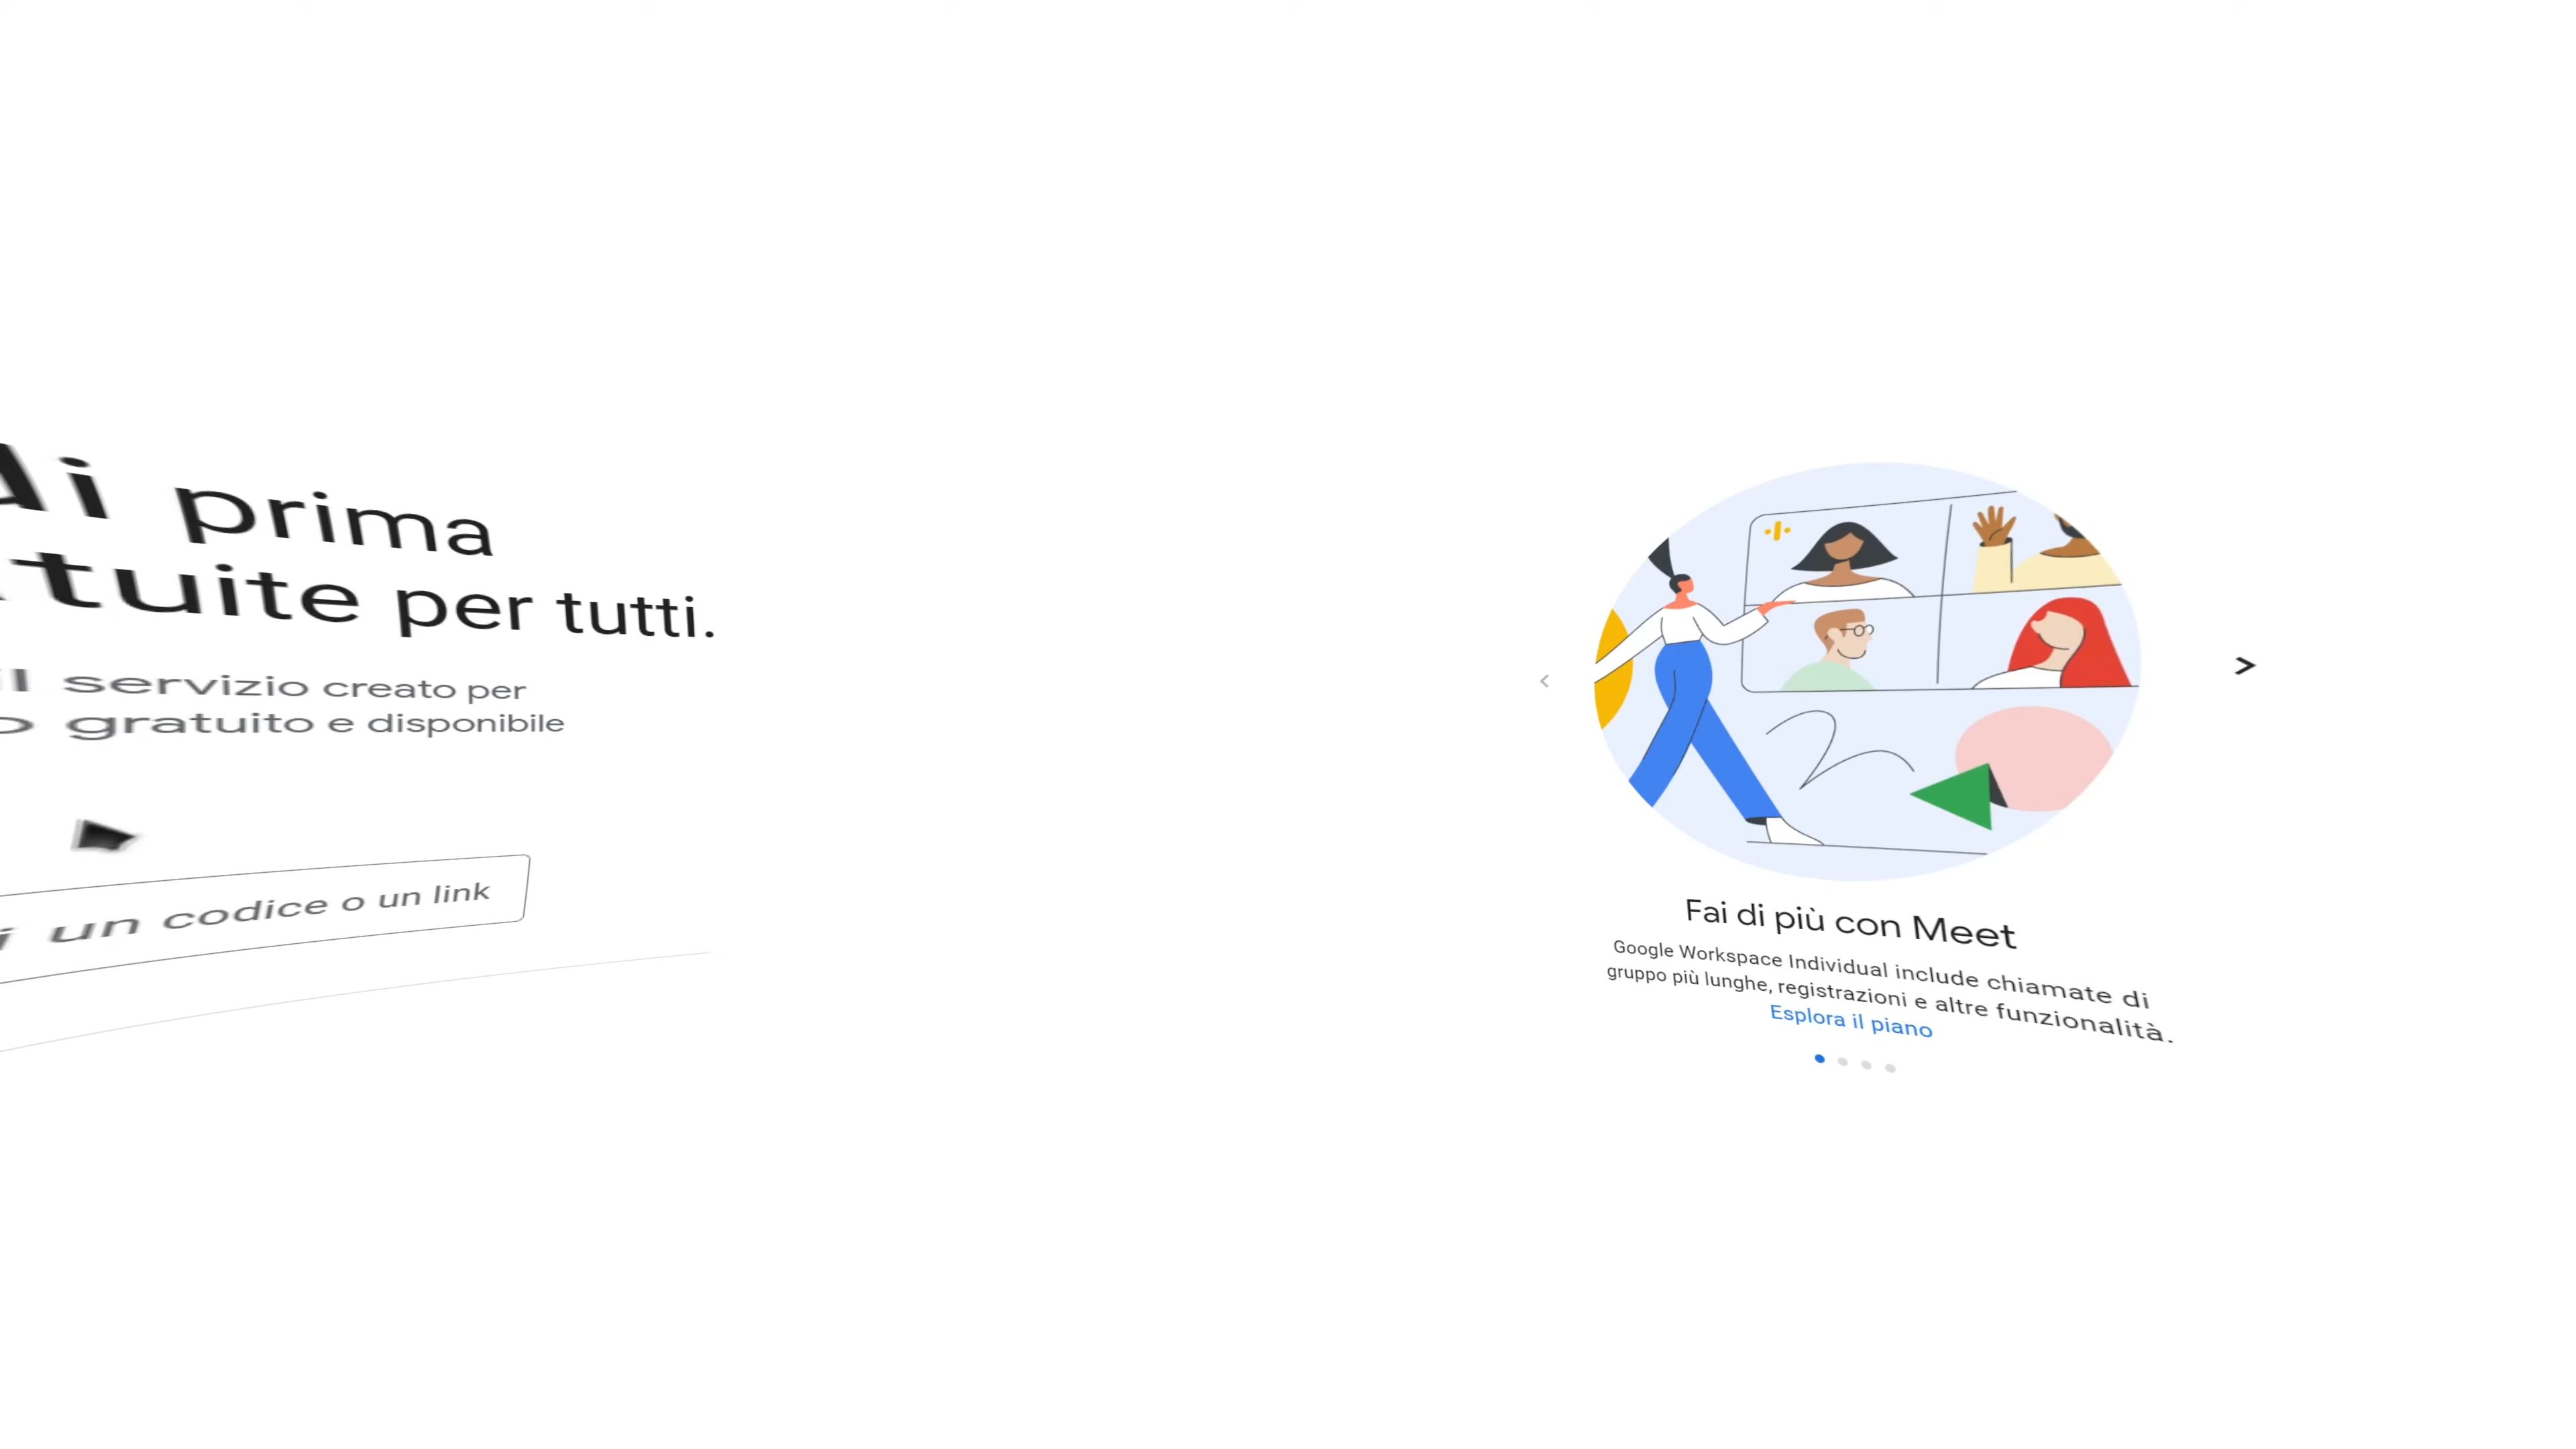 Ai prima
tuite per tutti.
il servizio creato per
gratuito e disponibile
un codice o un link
Fai di più con Meet
Google Workspace Individual include chiamate di
gruppo più lunghe, registrazioni e altre funzionalità.
Esplora il piano